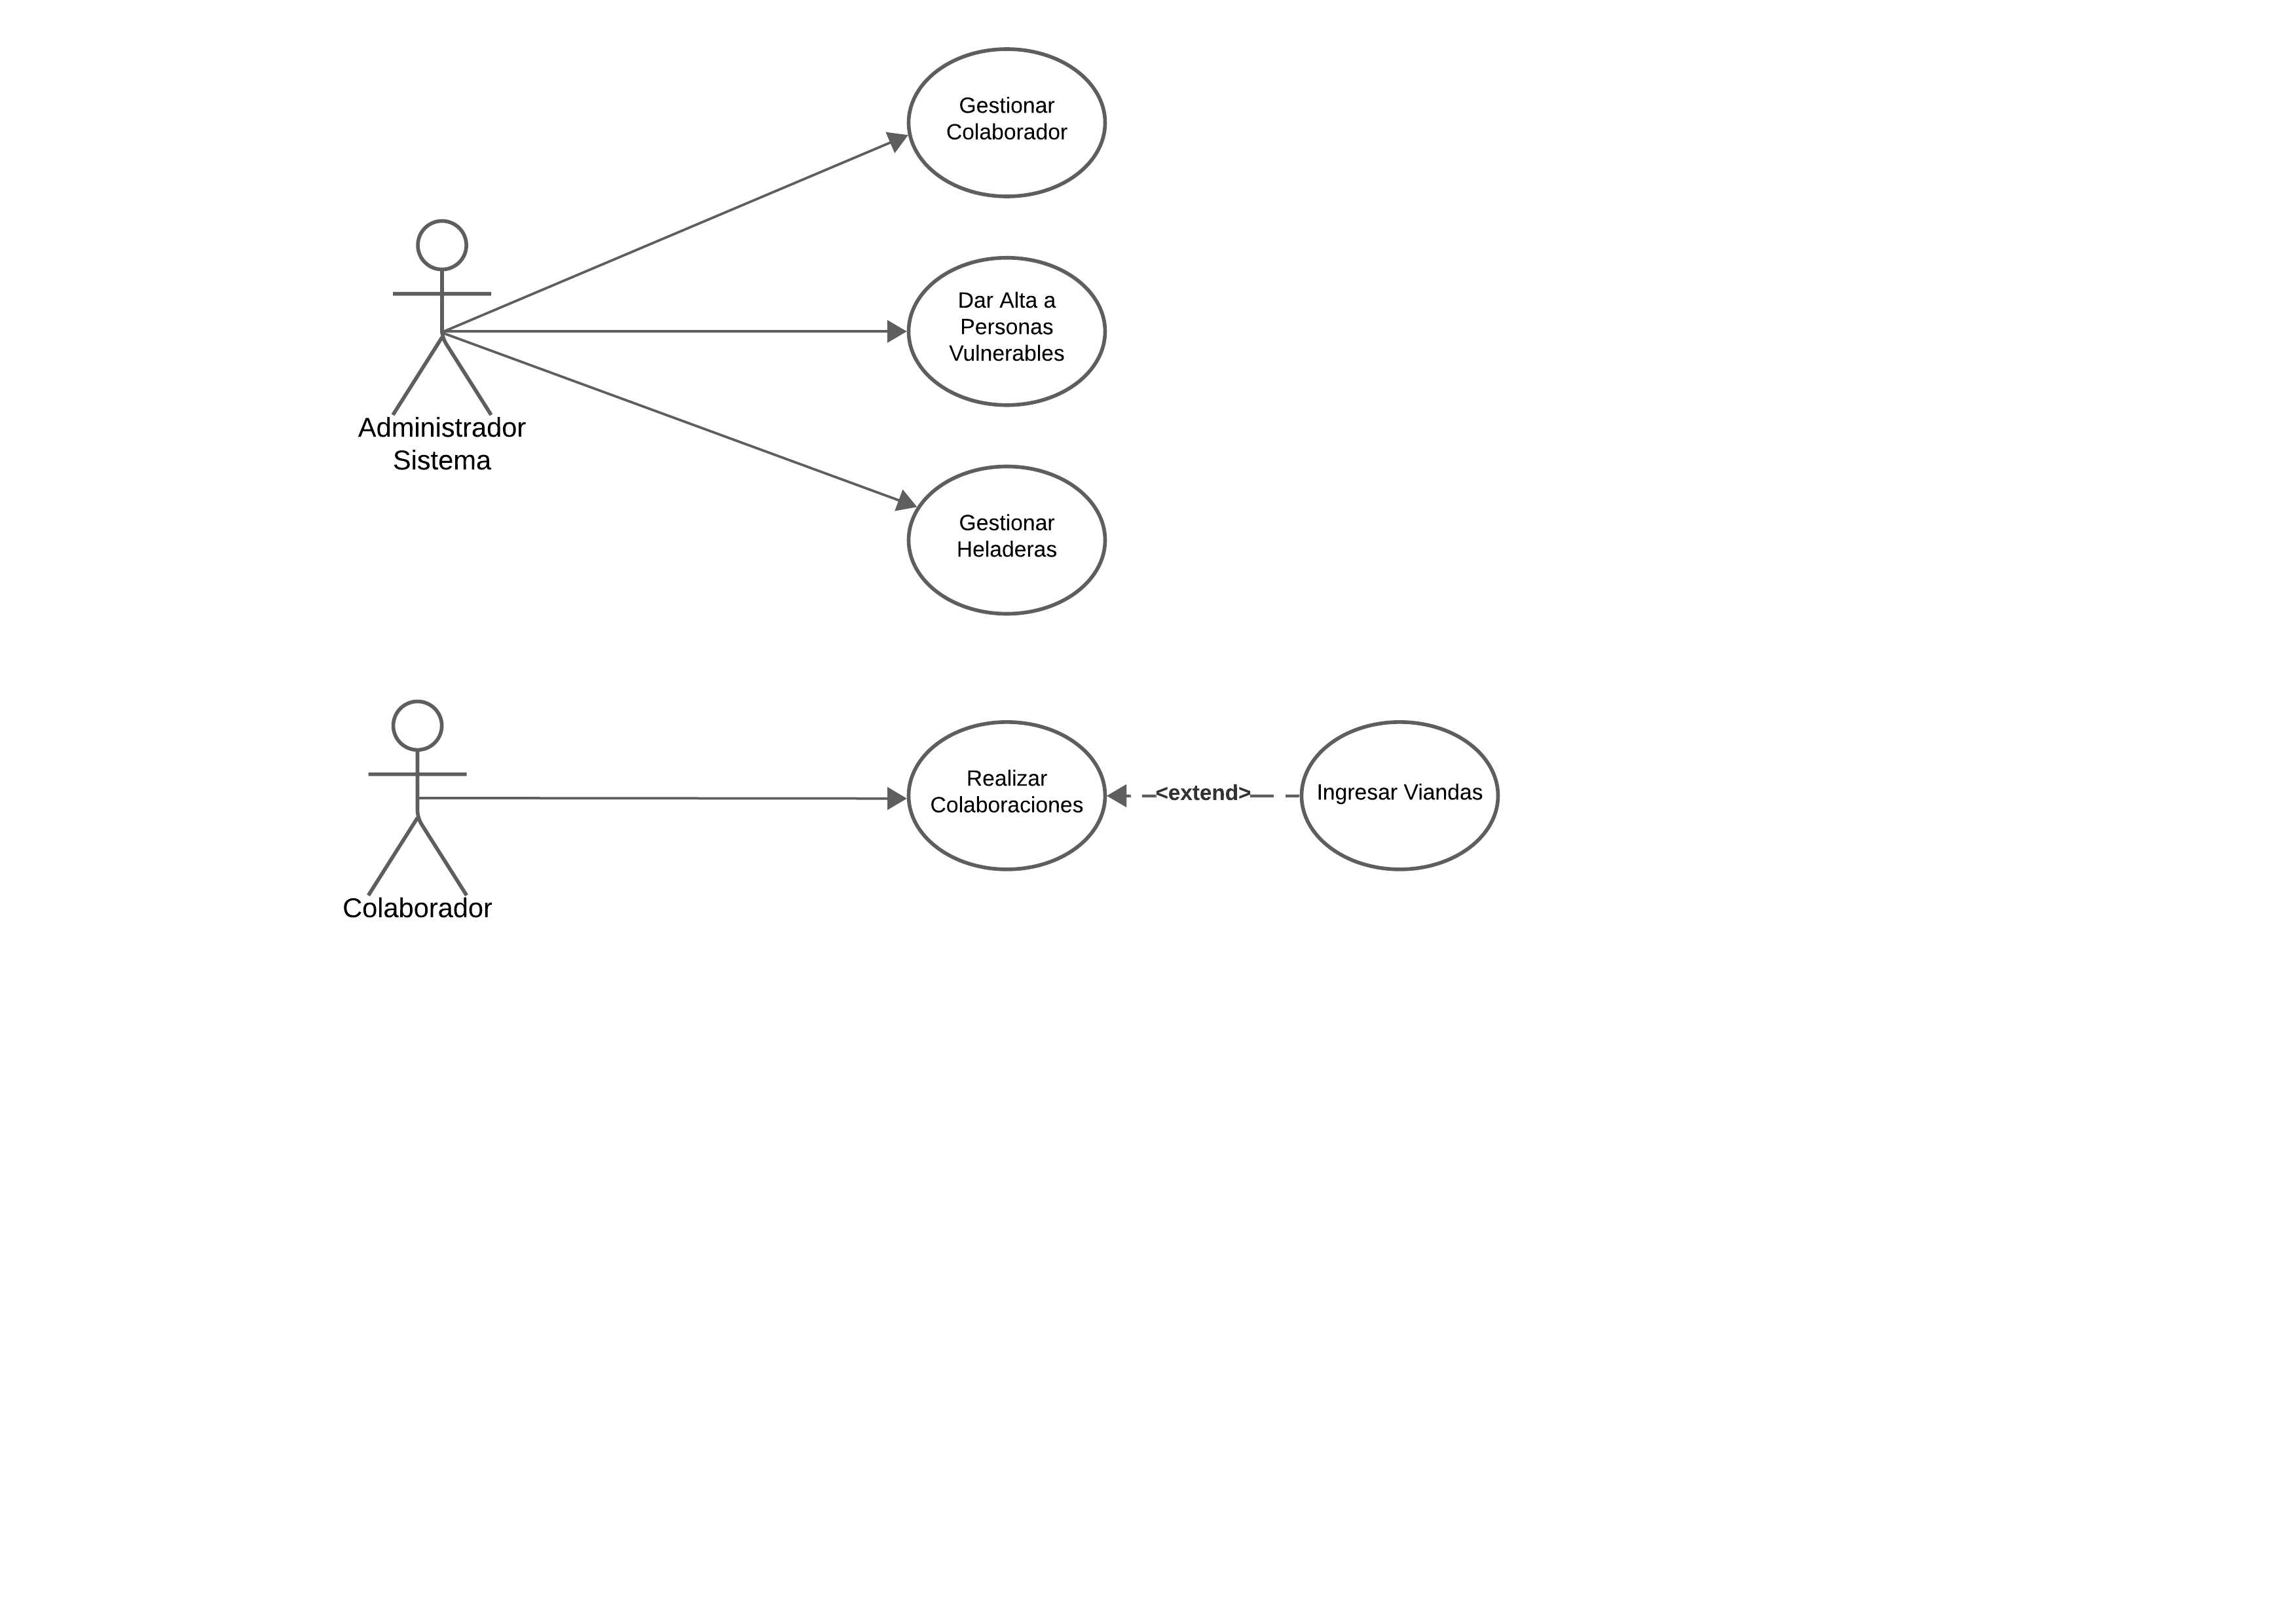 Gestionar
Colaborador
Dar Alta a
Personas
Vulnerables
Administrador
Sistema
Gestionar
Heladeras
Realizar
Colaboraciones
<extend>
Ingresar Viandas
Colaborador